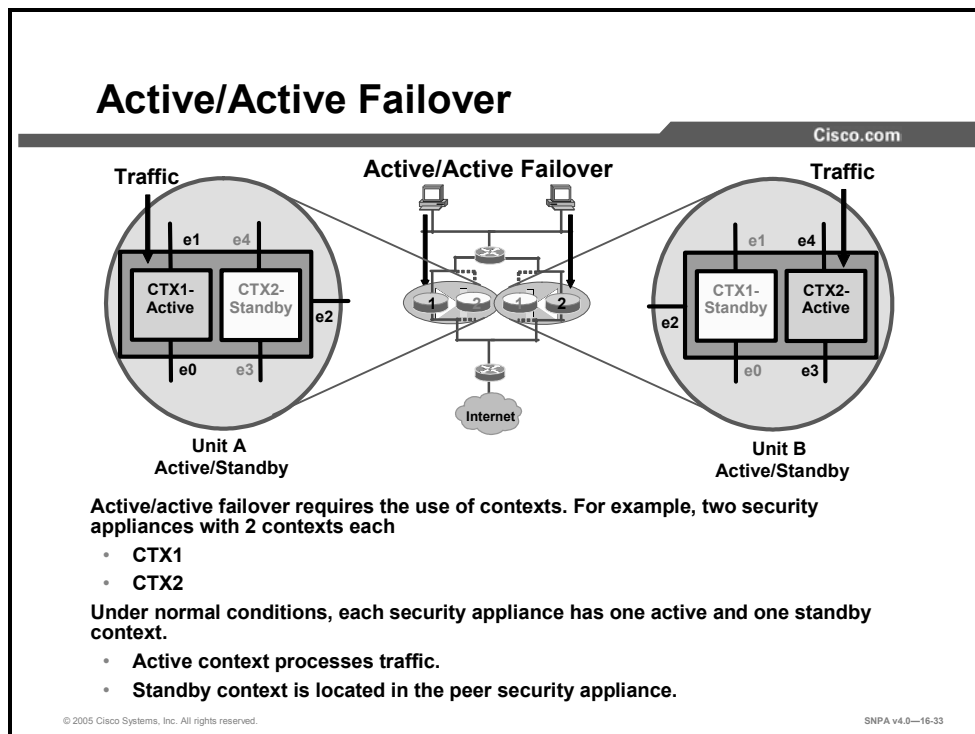 Active/Active Failover
Cisco.com
Traffic
Active/Active Failover
Traffic
e1
e4
CTX1-
Active
CTX2-
Standby
e2
e0
e3
Unit A
Active/Standby
1
2
1
2
Internet
e1
e4
CTX1-
Standby
CTX2-
Active
e2
e0
e3
Unit B
Active/Standby
Active/active failover requires the use of contexts. For example, two security
appliances with 2 contexts each
• CTX1
• CTX2
Under normal conditions, each security appliance has one active and one standby
context.
• Active context processes traffic.
• Standby context is located in the peer security appliance.
© 2005 Cisco Systems, Inc. All rights reserved.
SNPA v4.0—16-33